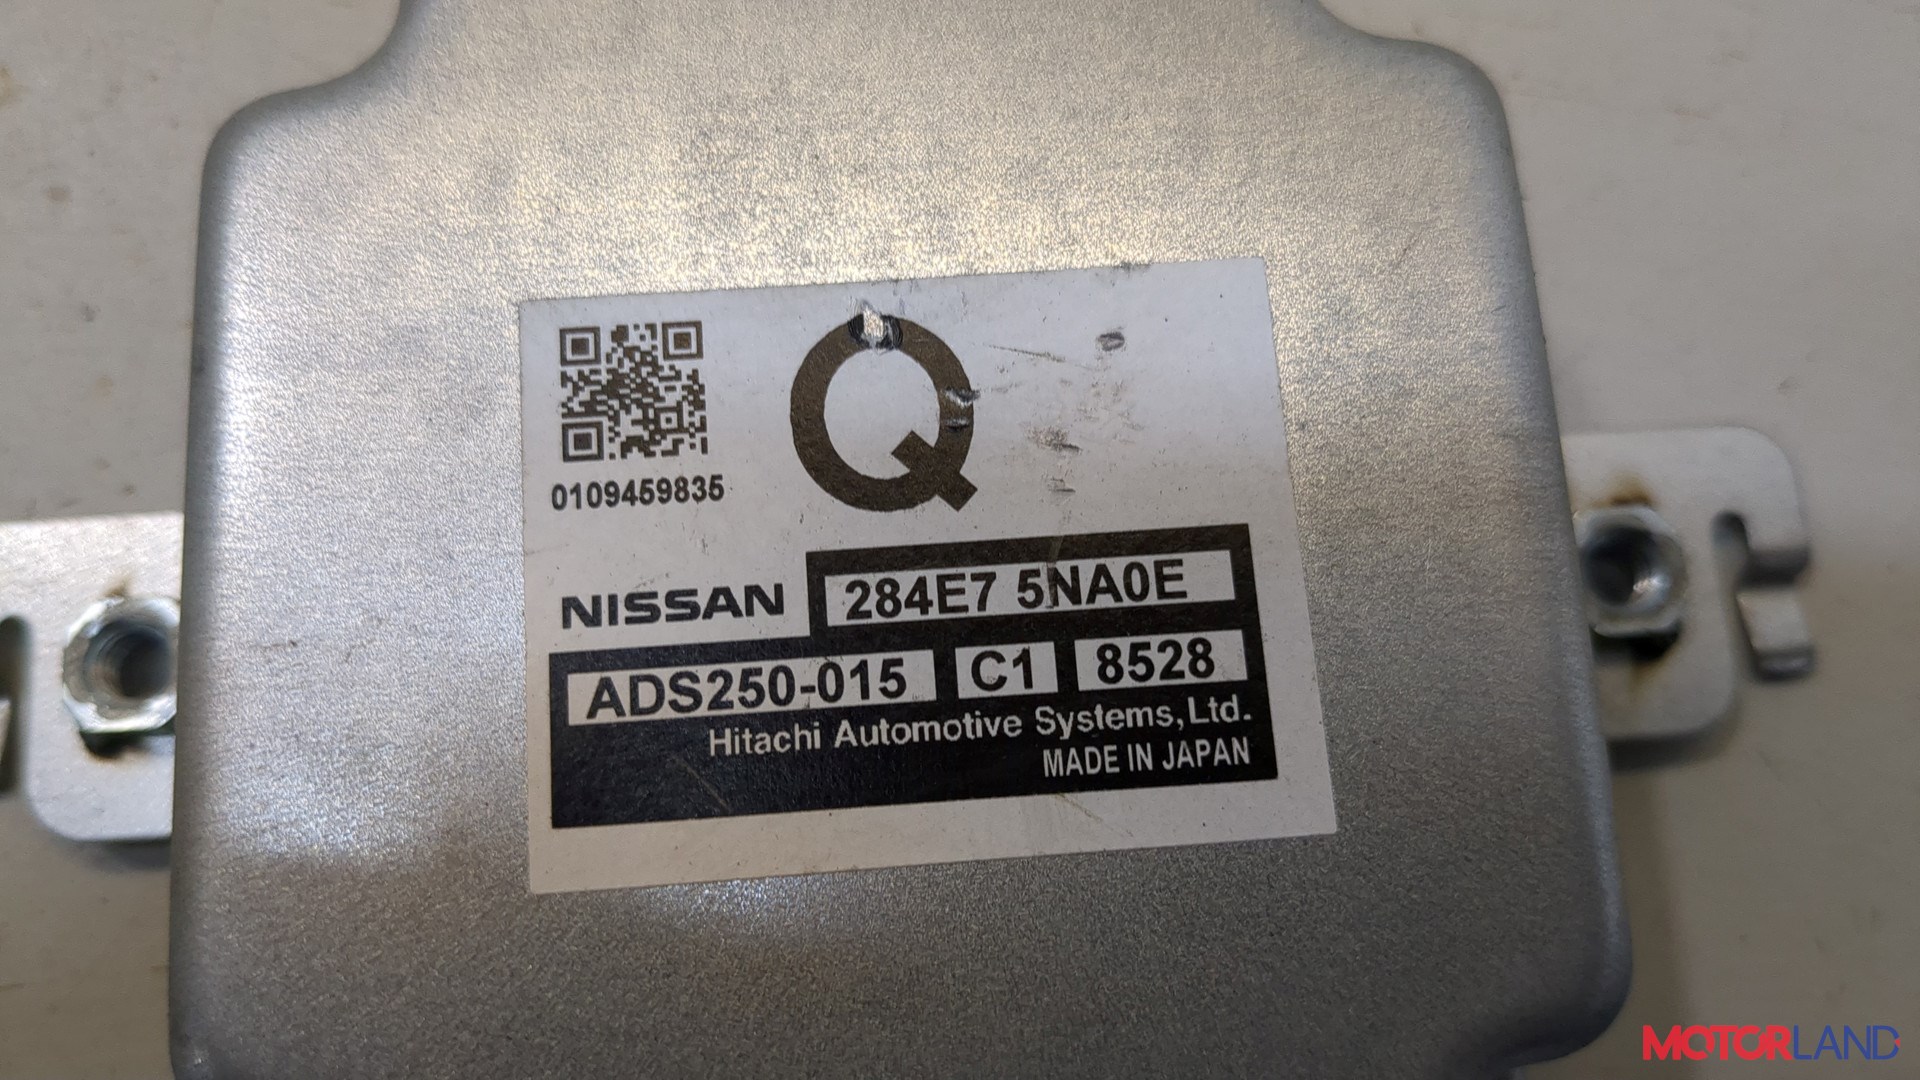 Q
0109459835
NISSAN 284E7 5NA0E
ADS250-015 C1 8528
Hitachi Automotive Systems, Ltd.
MADE IN JAPAN
MOTORLAND